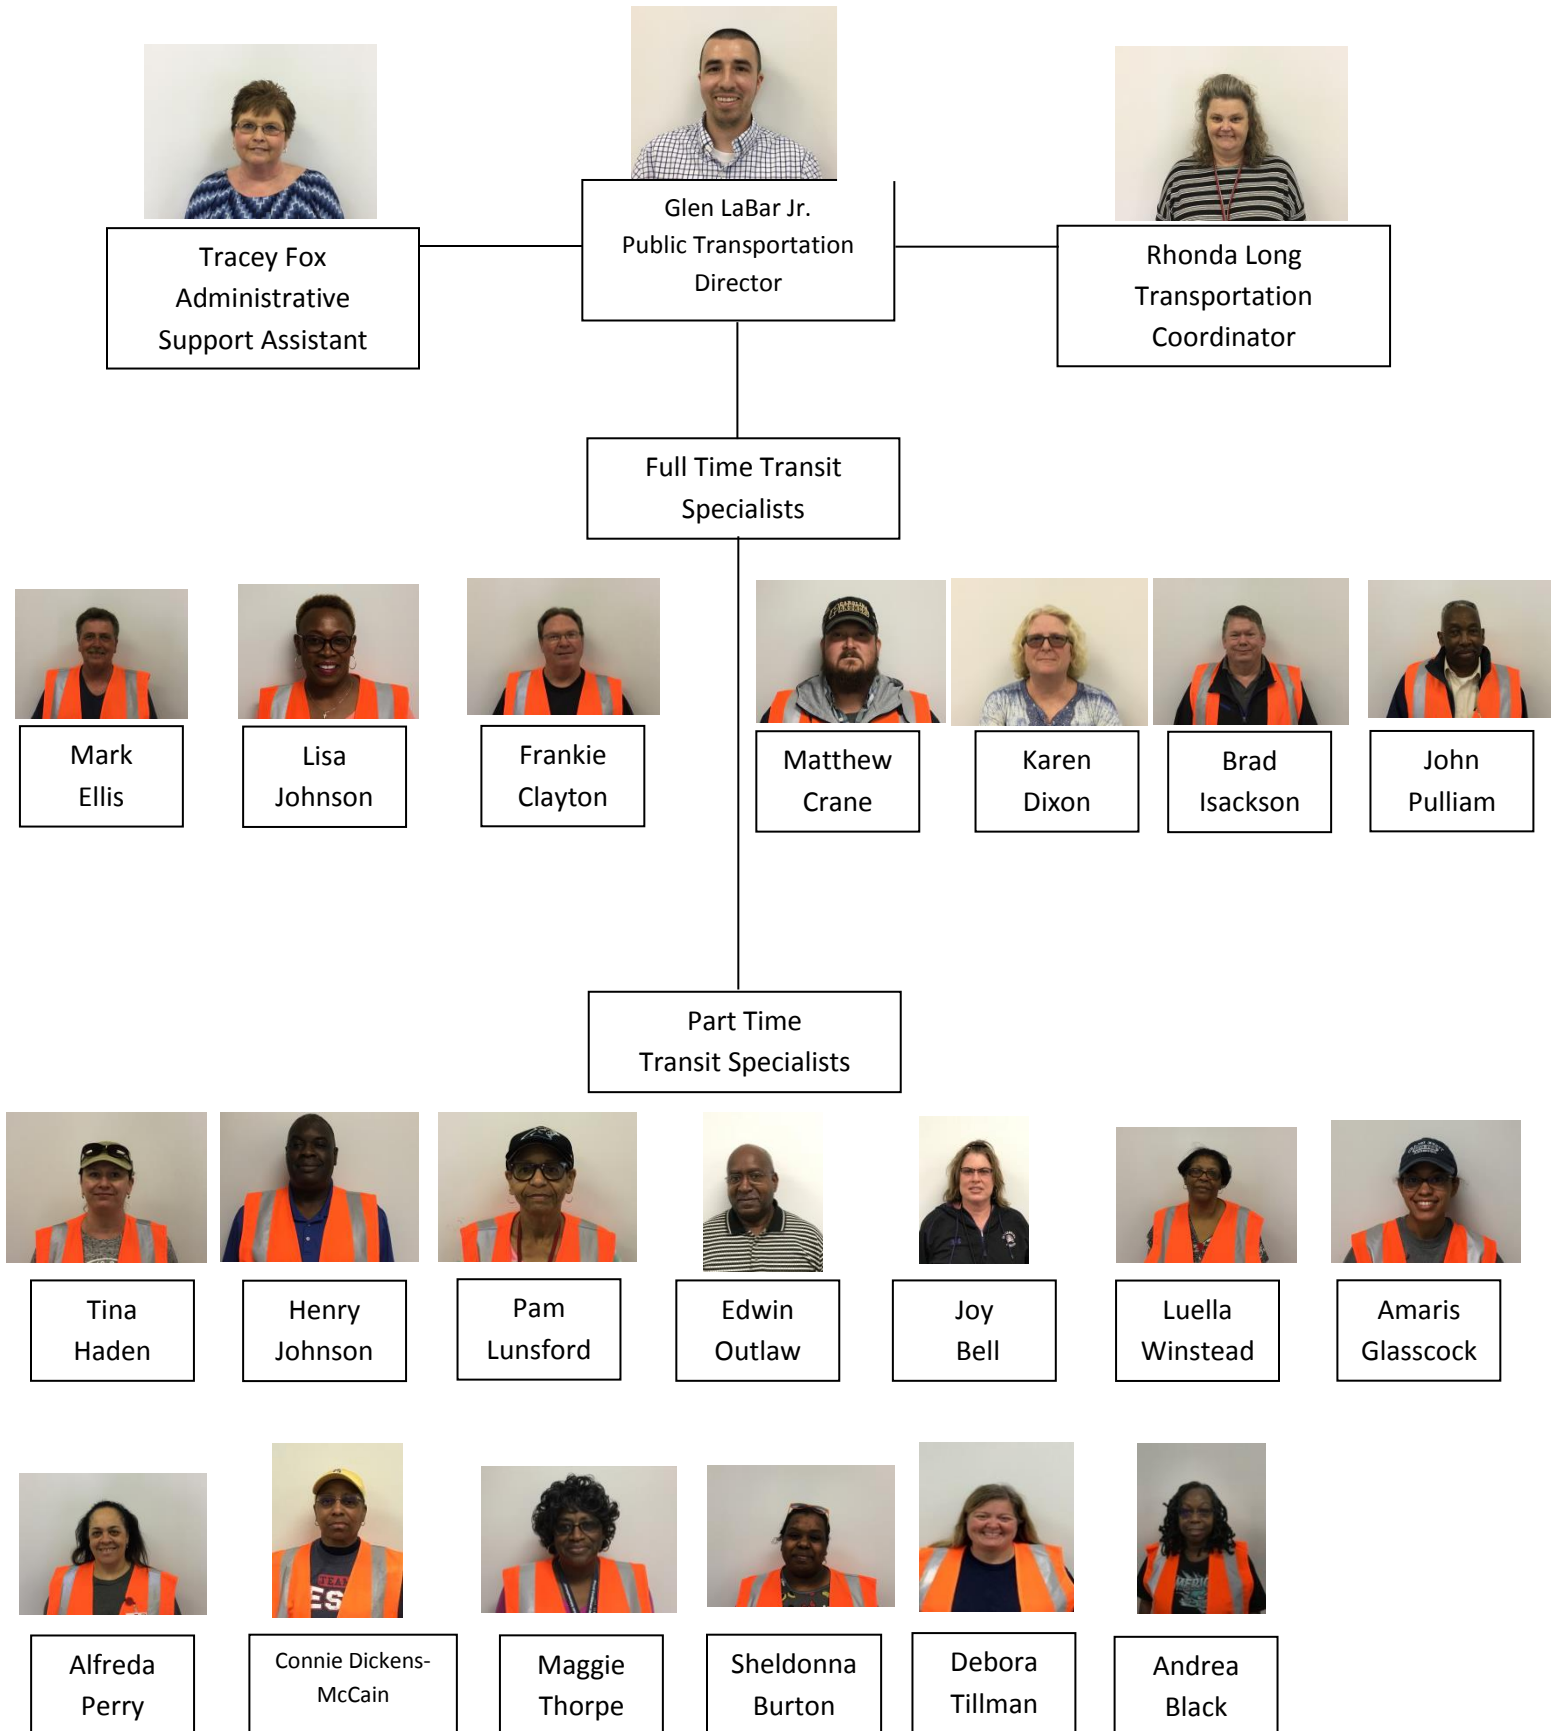 Glen LaBar Jr.
Public Transportation
Director
Tracey Fox
Administrative
Support Assistant
Rhonda Long
Transportation
Coordinator
Full Time Transit
Specialists
Mark
Ellis
Lisa
Johnson
Frankie
Clayton
Matthew
Crane
Karen
Dixon
Brad
Isackson
John
Pulliam
Part Time
Transit Specialists
Tina
Haden
Henry
Johnson
Pam
Lunsford
Edwin
Outlaw
Joy
Bell
Luella
Winstead
Amaris
Glasscock
TEAM
ES
Alfreda
Perry
Connie Dickens-
McCain
Maggie
Thorpe
Sheldonna
Burton
Debora
Tillman
Andrea
Black